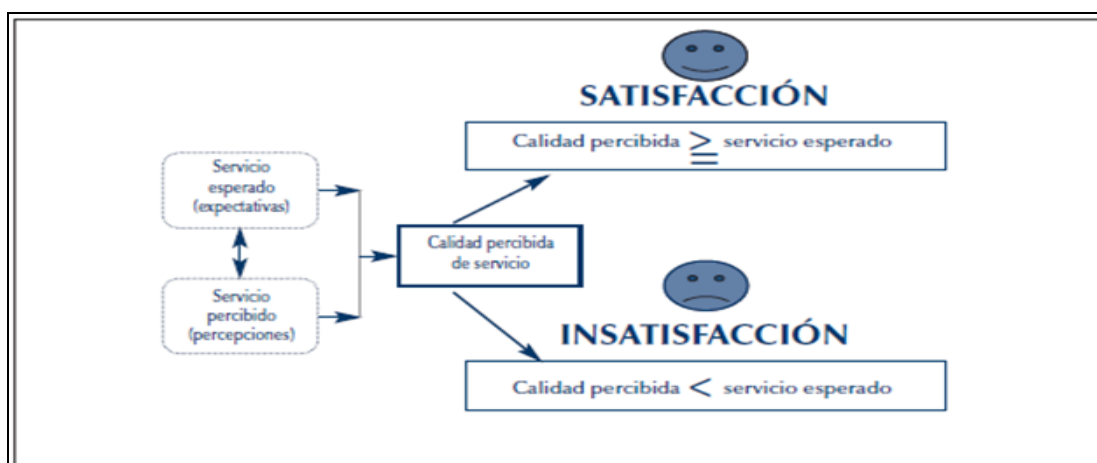 SATISFACCIÓN
Calidad percibida ≧ servicio esperado
Servicio
esperado
(expectativas)
Calidad percibida
de servicio
Servicio
percibido
(percepciones)
INSATISFACCIÓN
Calidad percibida < servicio esperado